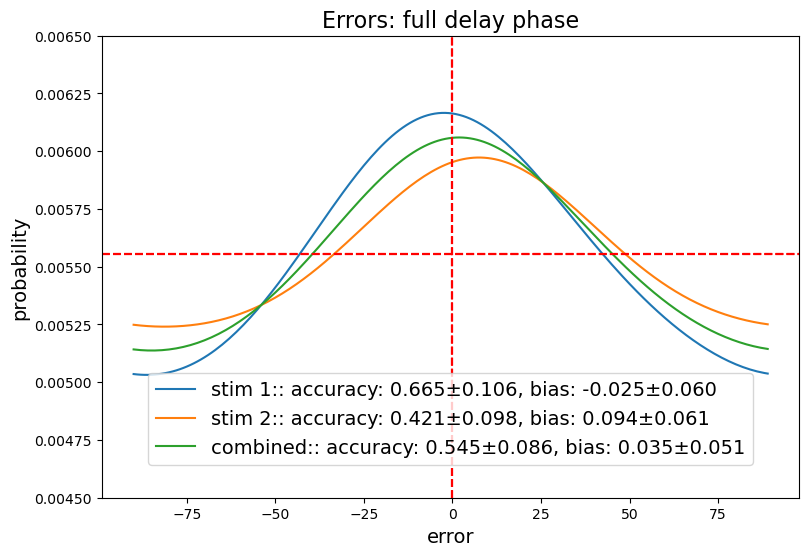 Errors: full delay phase
probability
0.00650
0.00625
0.00600
0.00575
0.00550
0.00525
0.00500
0.00475
0.00450
stim 1:: accuracy: 0.665±0.106, bias: -0.025±0.060
stim 2:: accuracy: 0.421±0.098, bias: 0.094±0.061
combined:: accuracy: 0.545±0.086, bias: 0.035±0.051
−75 −50 −25 0 25 50 75
error